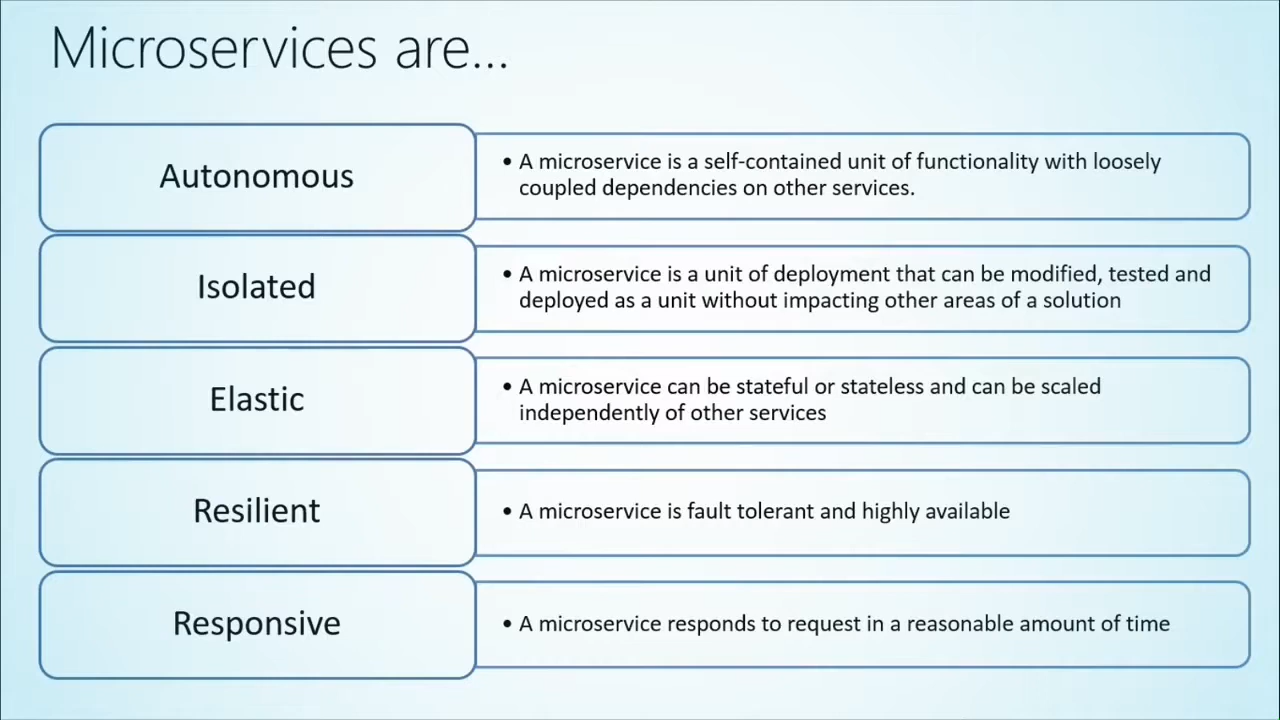 Microservices are...
Autonomous
• A microservice is a self-contained unit of functionality with loosely
coupled dependencies on other services.
Isolated
• A microservice is a unit of deployment that can be modified, tested and
deployed as a unit without impacting other areas of a solution
Elastic
• A microservice can be stateful or stateless and can be scaled
independently of other services
Resilient
• A microservice is fault tolerant and highly available
Responsive
• A microservice responds to request in a reasonable amount of time